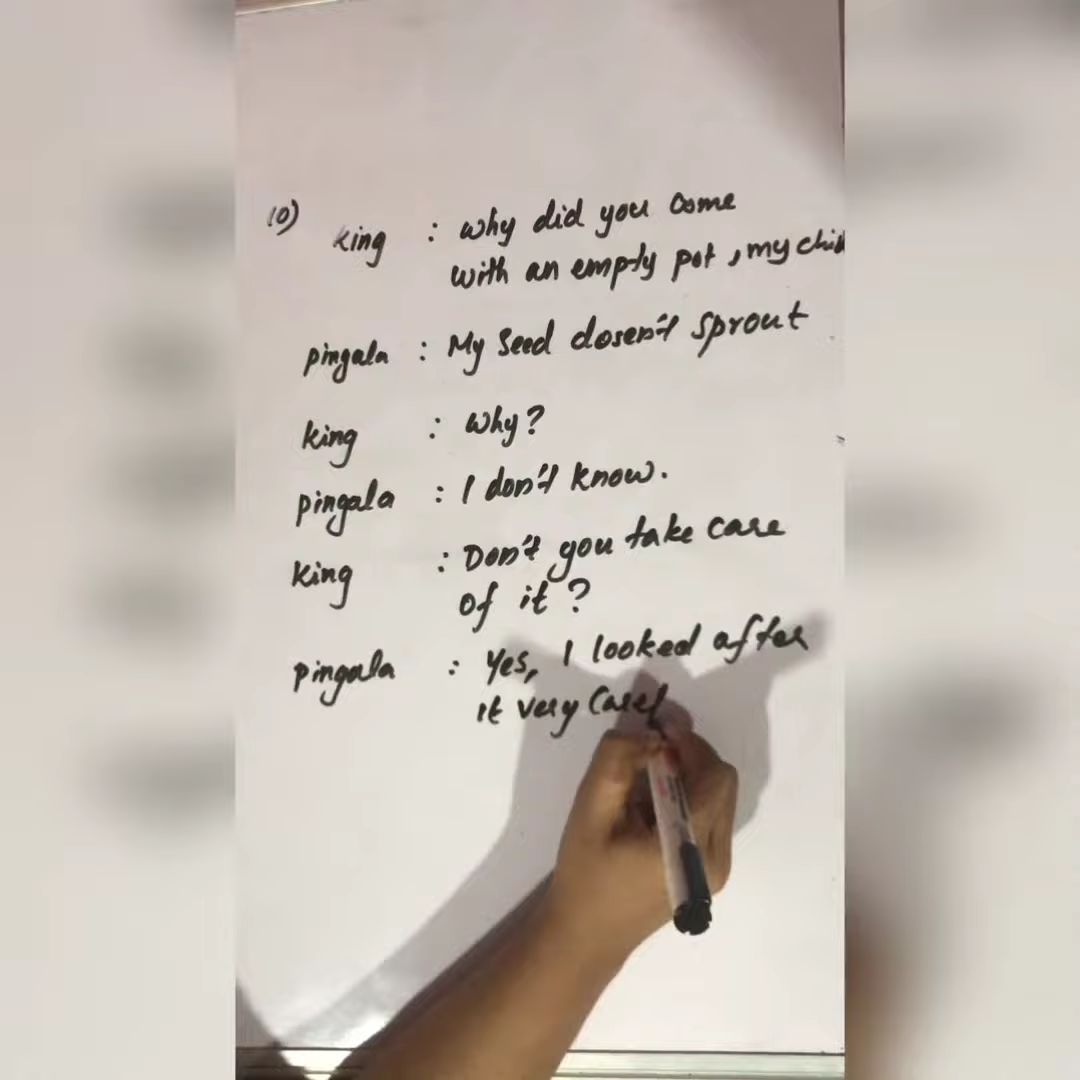 10) king : why did you come
with an empty pot, my
pingala : My seed dosen't sprout
king : why?
pingala : I don't know.
king : Don't you take care
of it?
pingala : Yes, I looked after
it very